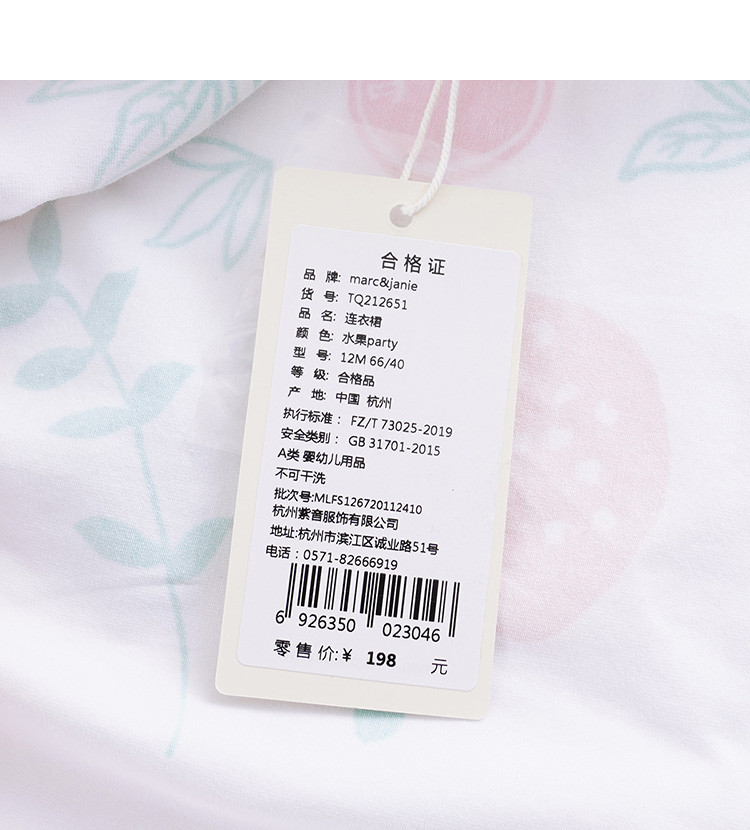 合格证
品 牌: marc&janie
货 号: TQ212651
品 名: 连衣裙
颜 色: 水果party
型 号: 12M 66/40
等 级: 合格品
产 地: 中国 杭州
执行标准: FZ/T 73025-2019
安全类别: GB 31701-2015
A类 婴幼儿用品
不可干洗
批次号:MLFS126720112410
杭州紫音服饰有限公司
地址:杭州市滨江区诚业路51号
电话:0571-82666919
6 926350 023046
零售价:¥ 198 元